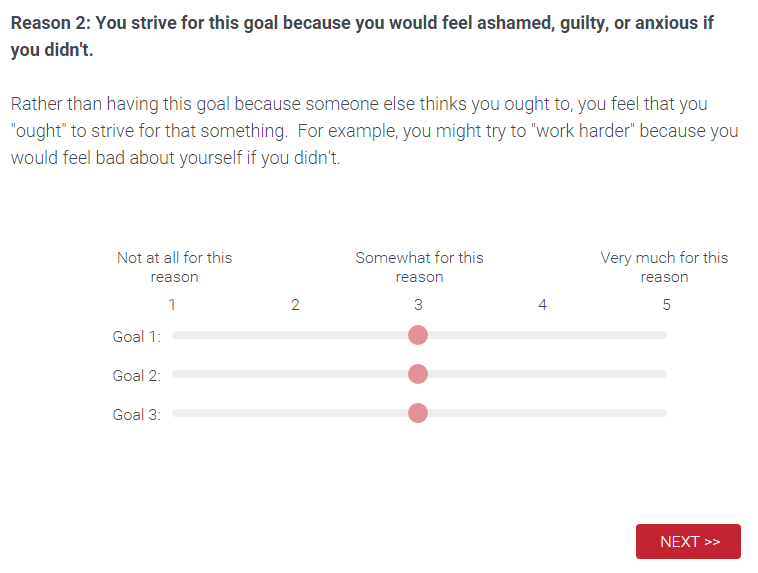 Reason 2: You strive for this goal because you would feel ashamed, guilty, or anxious if
you didn't.
Rather than having this goal because someone else thinks you ought to, you feel that you
"ought" to strive for that something.  For example, you might try to "work harder" because you
would feel bad about yourself if you didn't.
Not at all for this Somewhat for this Very much for this
reason reason reason
1 2 3 4 5
Goal 1:
Goal 2:
Goal 3:
NEXT >>